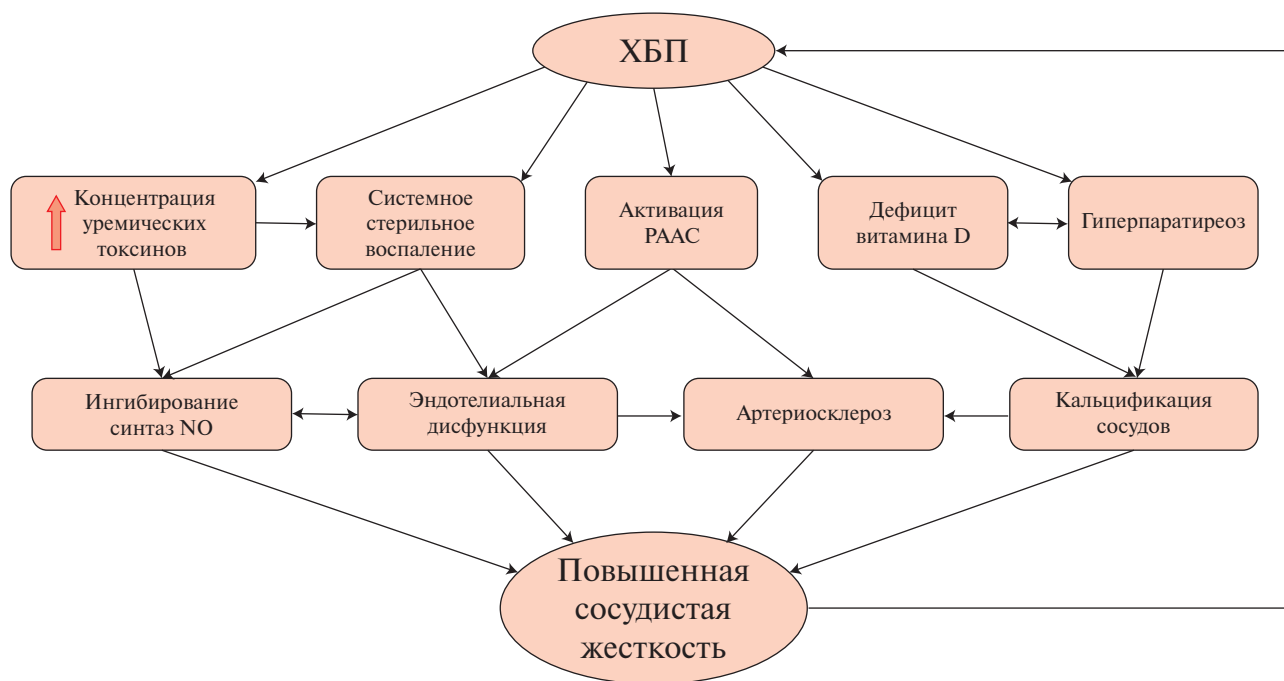 ХБП
Концентрация
уремических
токсинов
Системное
стерильное
воспаление
Активация
РААС
Дефицит
витамина D
Гиперпаратиреоз
Ингибирование
синтаз NO
Эндотелиальная
дисфункция
Артериосклероз
Кальцификация
сосудов
Повышенная
сосудистая
жесткость